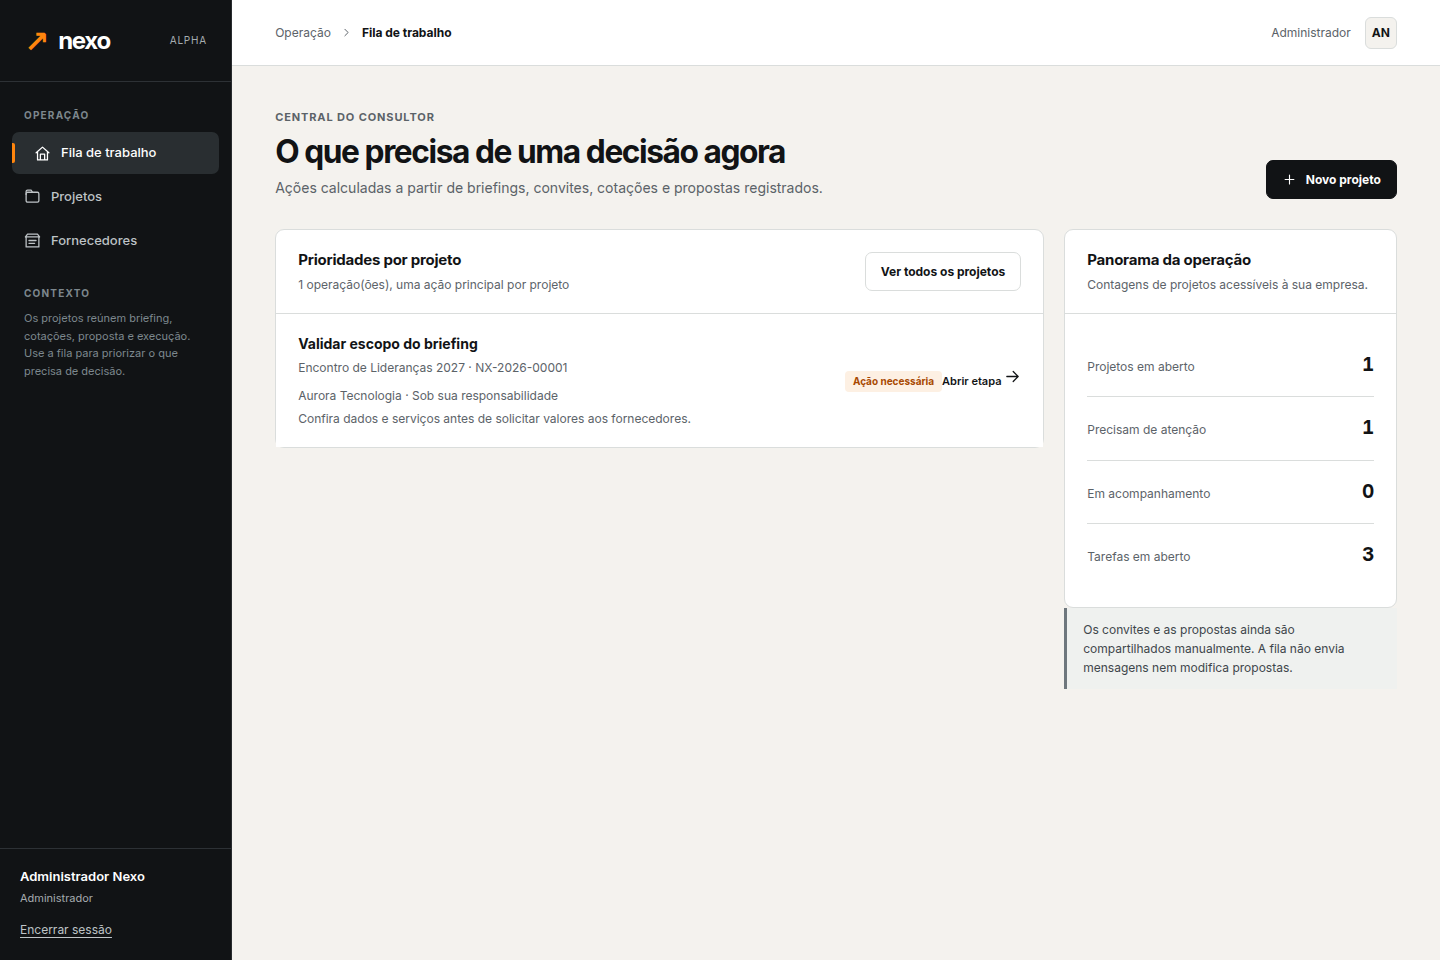 nexo
ALPHA
OPERAÇÃO
Fila de trabalho
Projetos
Fornecedores
CONTEXTO
Os projetos reúnem briefing,
cotações, proposta e execução.
Use a fila para priorizar o que
precisa de decisão.
Administrador Nexo
Administrador
Encerrar sessão
Operação
Fila de trabalho
Administrador
AN
CENTRAL DO CONSULTOR
O que precisa de uma decisão agora
Ações calculadas a partir de briefings, convites, cotações e propostas registrados.
Novo projeto
Prioridades por projeto
1 operação(ões), uma ação principal por projeto
Ver todos os projetos
Validar escopo do briefing
Encontro de Lideranças 2027 · NX-2026-00001
Aurora Tecnologia · Sob sua responsabilidade
Confira dados e serviços antes de solicitar valores aos fornecedores.
Ação necessária
Abrir etapa
Panorama da operação
Contagens de projetos acessíveis à sua empresa.
Projetos em aberto 1
Precisam de atenção 1
Em acompanhamento 0
Tarefas em aberto 3
Os convites e as propostas ainda são
compartilhados manualmente. A fila não envia
mensagens nem modifica propostas.